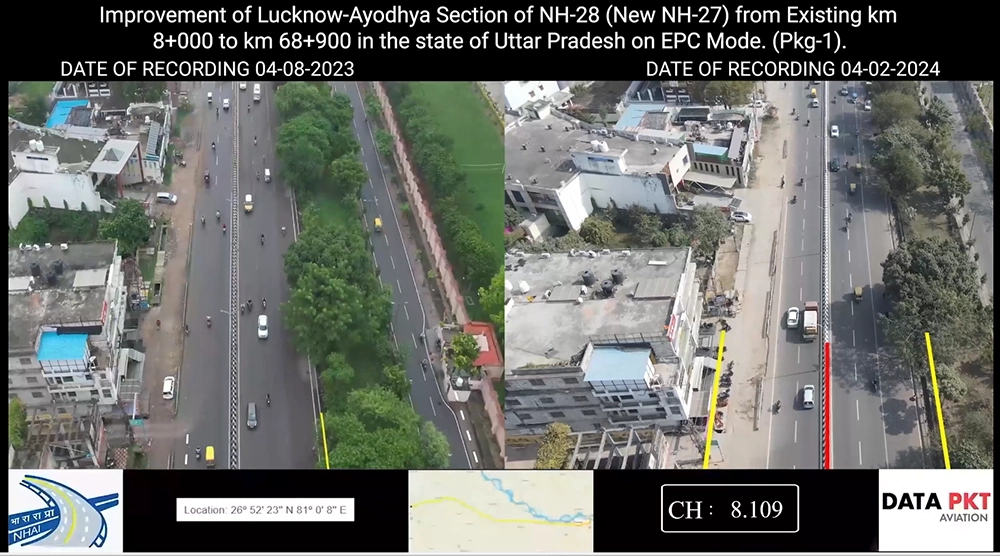 Improvement of Lucknow-Ayodhya Section of NH-28 (New NH-27) from Existing km
8+000 to km 68+900 in the state of Uttar Pradesh on EPC Mode. (Pkg-1).
DATE OF RECORDING 04-08-2023
DATE OF RECORDING 04-02-2024
भा रा रा प्रा
NHAI
Location: 26º 52' 23'' N 81º 0' 8'' E
CH : 8.109
DATA PKT
AVIATION